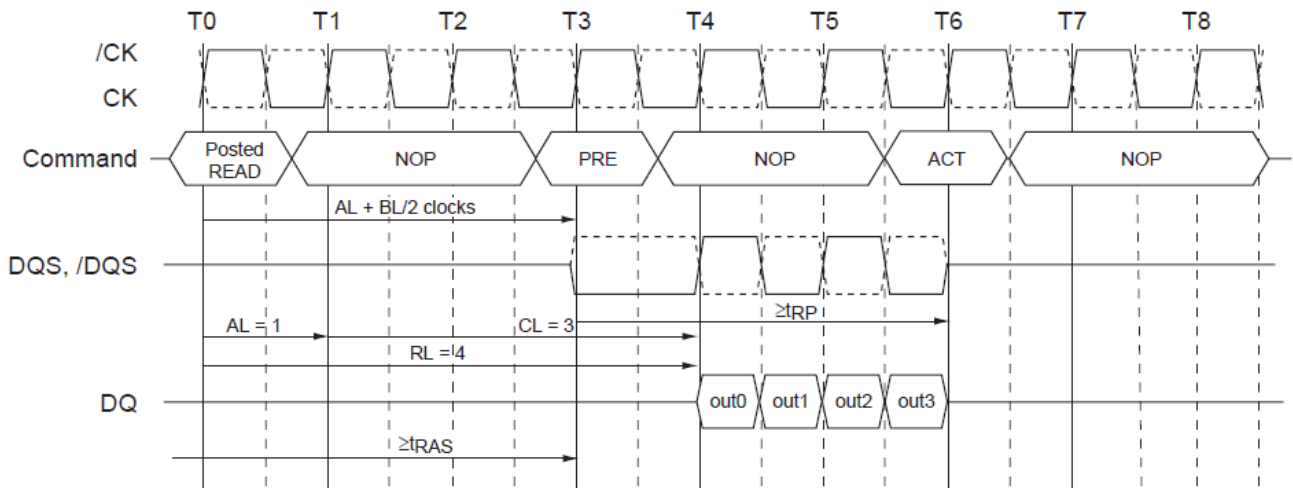 T0 T1 T2 T3 T4 T5 T6 T7 T8
/CK
CK
Command
Posted
READ
NOP
PRE
NOP
ACT
NOP
AL + BL/2 clocks
DQS, /DQS
≥tRP
AL = 1
CL = 3
RL = 4
DQ
out0 out1 out2 out3
≥tRAS